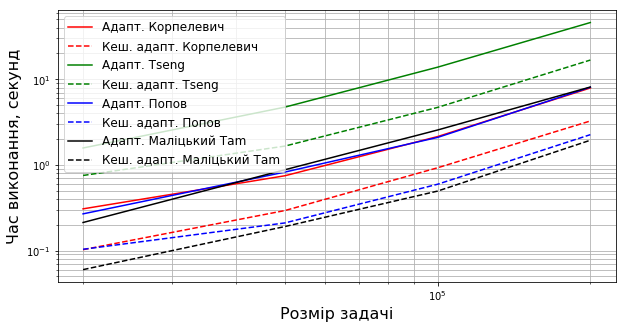 Адапт. Корпелевич
Кеш. адапт. Корпелевич
Адапт. Tseng
Кеш. адапт. Tseng
Адапт. Попов
Кеш. адапт. Попов
Адапт. Маліцький Tam
Кеш. адапт. Маліцький Tam
Час виконання, секунд
10¹
10⁰
10⁻¹
10⁵
Розмір задачі